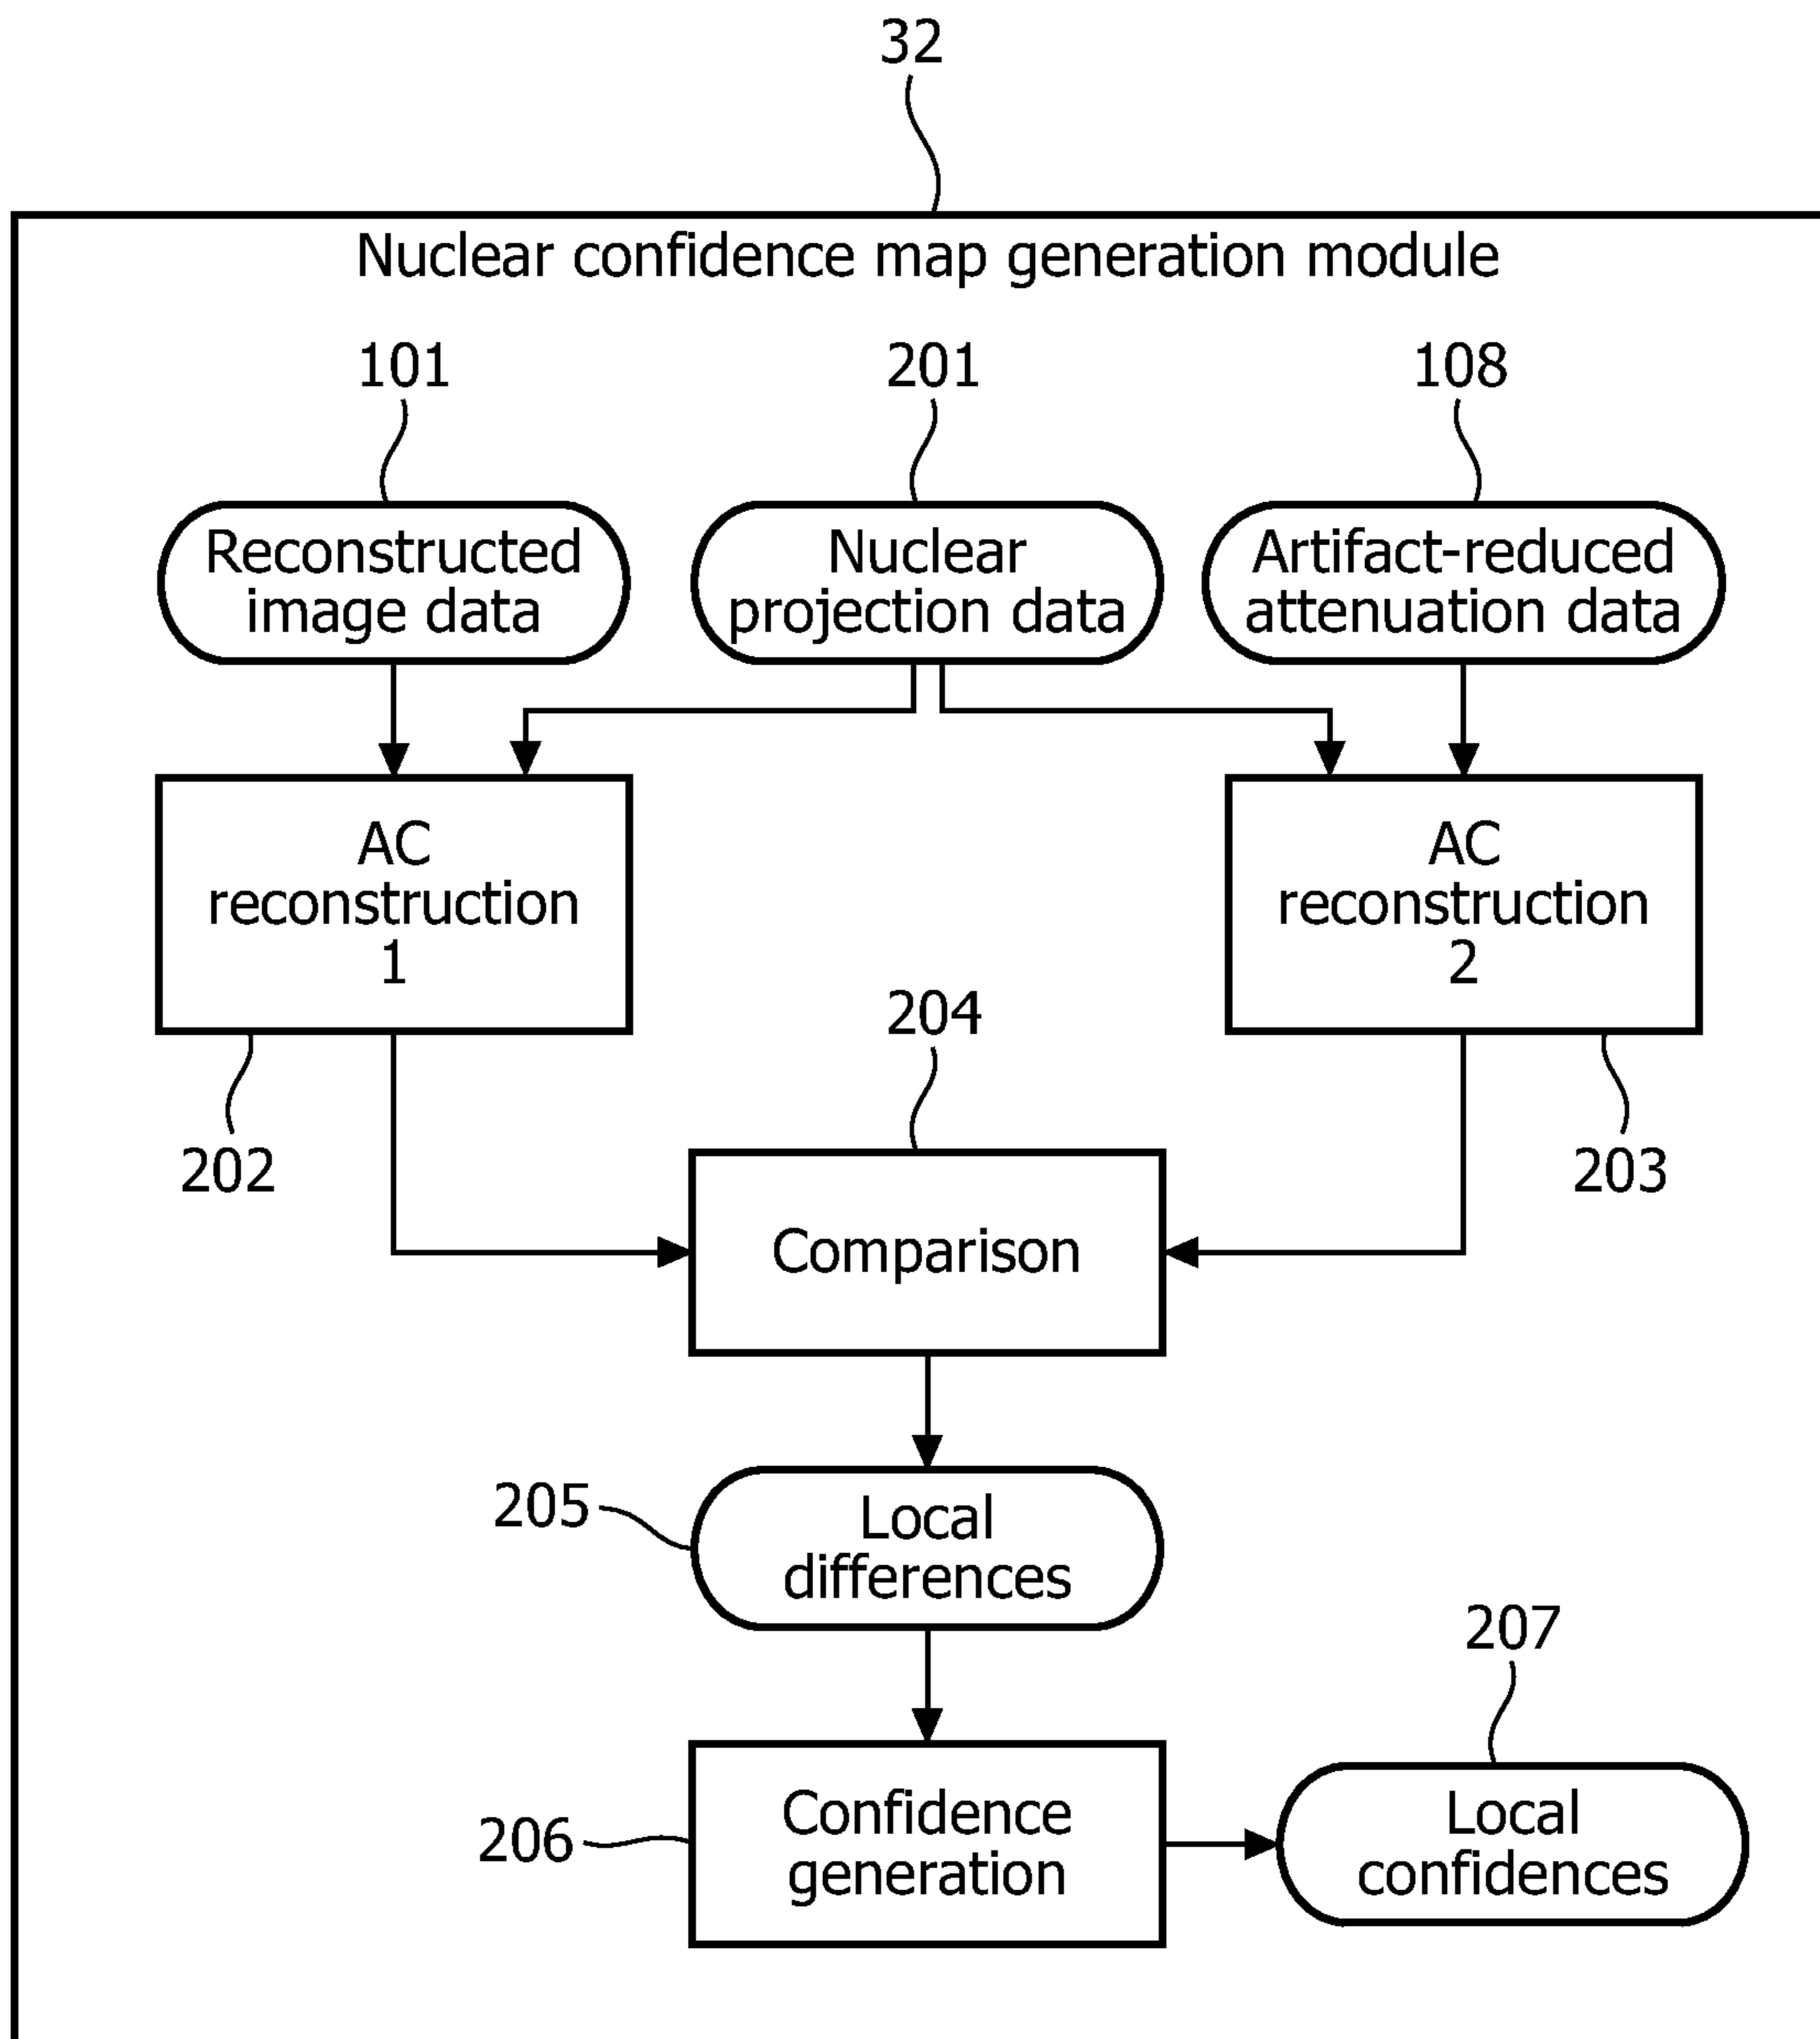 32
Nuclear confidence map generation module
101
201
108
Reconstructed
image data
Nuclear
projection data
Artifact-reduced
attenuation data
AC
reconstruction
1
AC
reconstruction
2
204
202
203
Comparison
205
Local
differences
207
206
Confidence
generation
Local
confidences